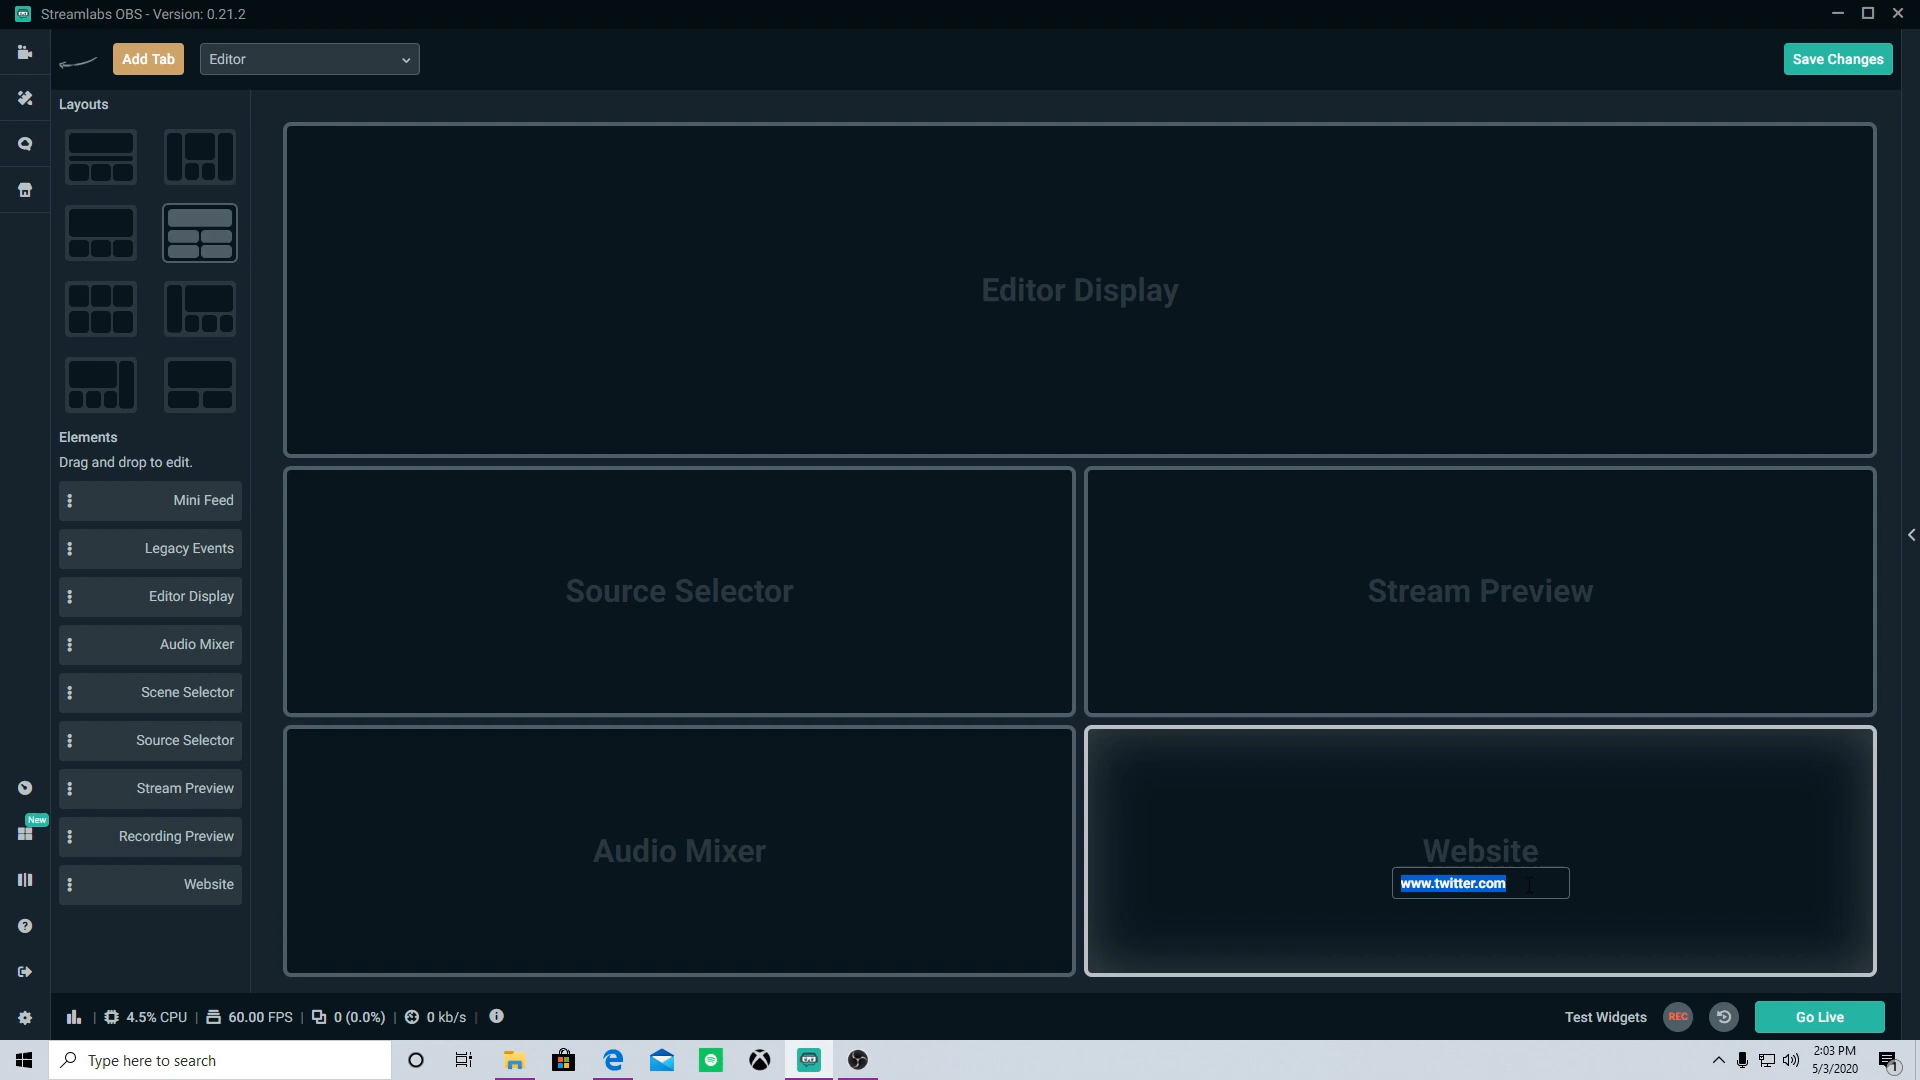 Streamlabs OBS - Version: 0.21.2
Add Tab
Editor
Save Changes
Layouts
Elements
Drag and drop to edit.
Mini Feed
Legacy Events
Editor Display
Audio Mixer
Scene Selector
Source Selector
Stream Preview
Recording Preview
Website
New
Editor Display
Source Selector
Stream Preview
Audio Mixer
Website
www.twitter.com
4.5% CPU | 60.00 FPS | 0 (0.0%) | 0 kb/s |
Test Widgets
REC
Go Live
Type here to search
2:03 PM
5/3/2020
1